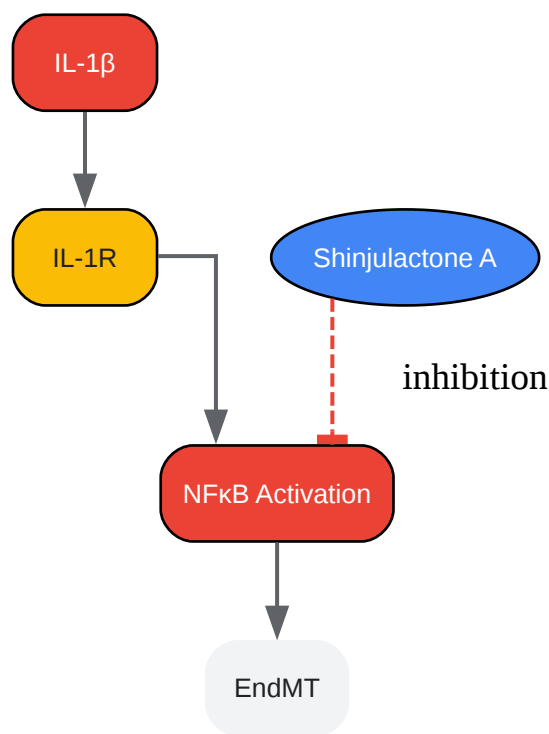 IL-1β
IL-1R
Shinjulactone A
inhibition
NFκB Activation
EndMT